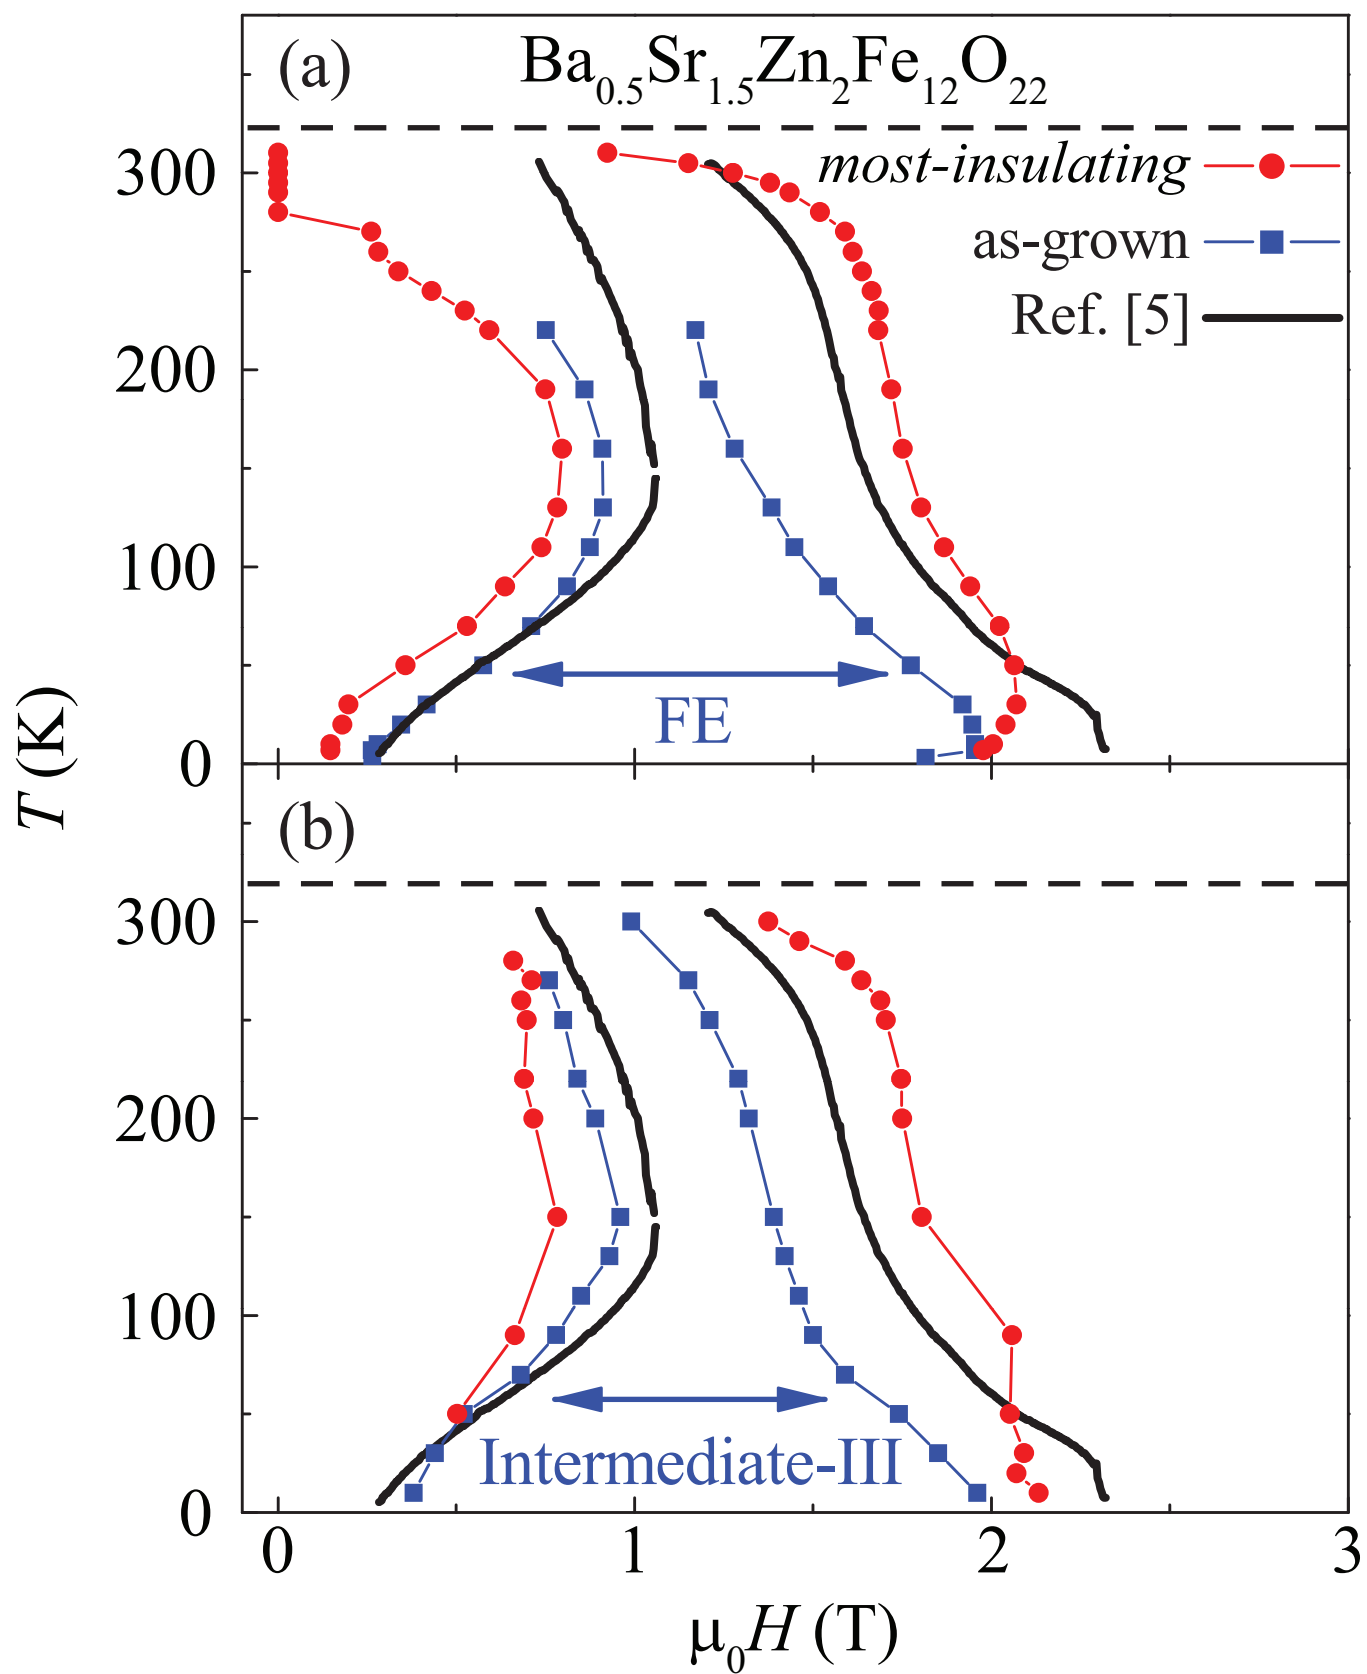 (a) Ba0.5Sr1.5Zn2Fe12O22
most-insulating
as-grown
Ref. [5]
300
200
100
0
FE
T (K)
(b)
300
200
100
0
Intermediate-III
0 1 2 3
μ0H (T)